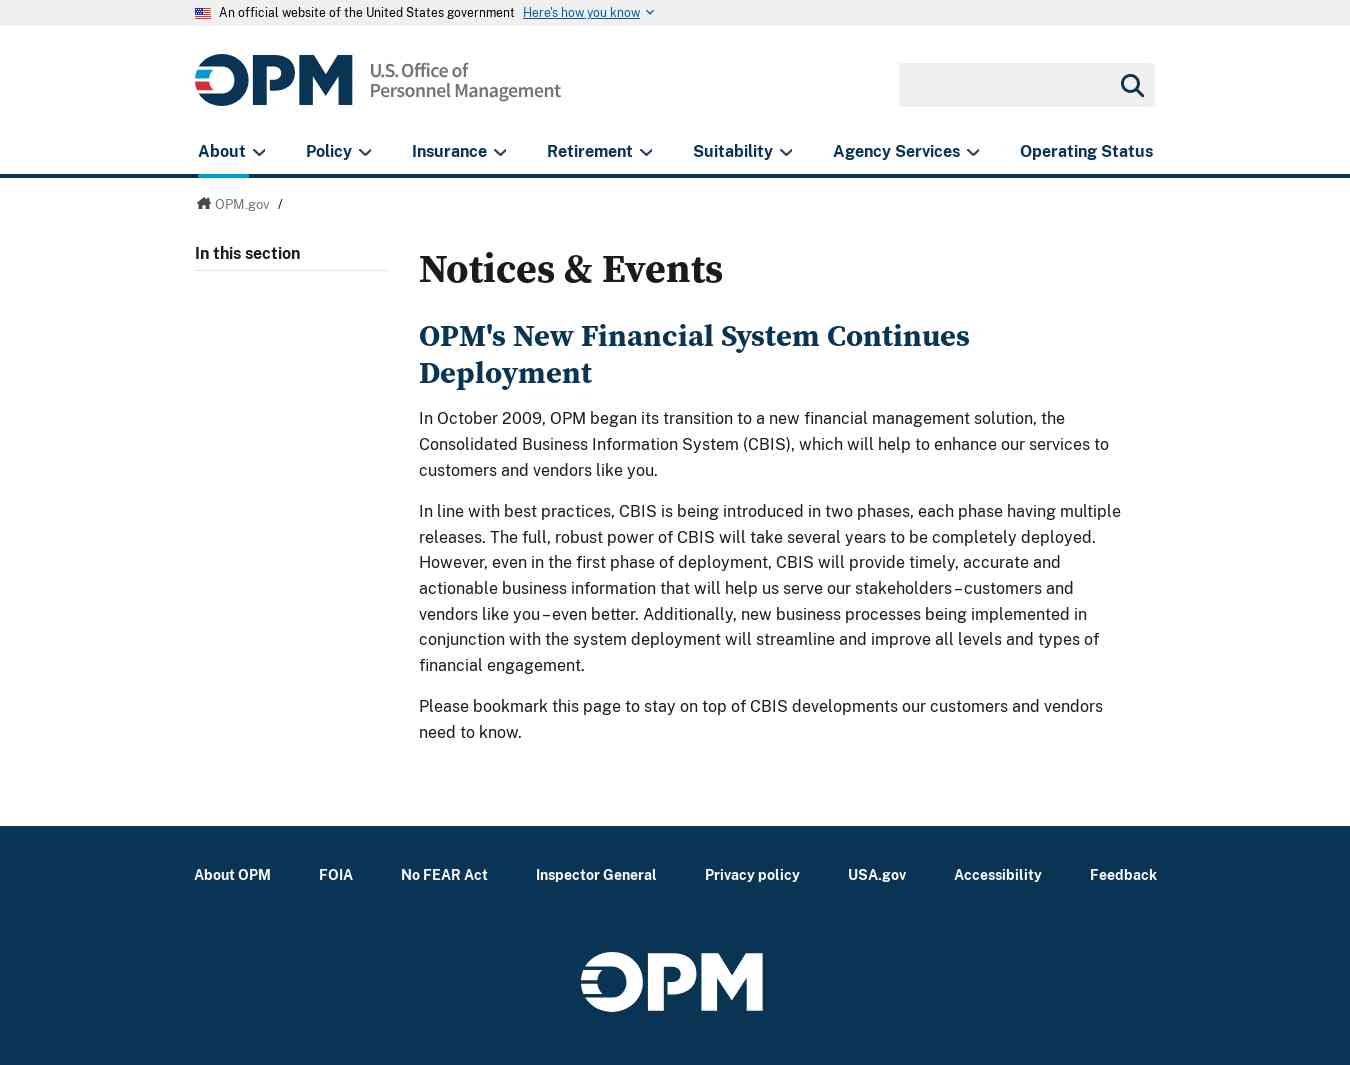 An official website of the United States government Here's how you know
OPM
U.S. Office of
Personnel Management
About Policy Insurance Retirement Suitability Agency Services Operating Status
OPM.gov /
In this section
Notices & Events
OPM's New Financial System Continues
Deployment
In October 2009, OPM began its transition to a new financial management solution, the
Consolidated Business Information System (CBIS), which will help to enhance our services to
customers and vendors like you.
In line with best practices, CBIS is being introduced in two phases, each phase having multiple
releases. The full, robust power of CBIS will take several years to be completely deployed.
However, even in the first phase of deployment, CBIS will provide timely, accurate and
actionable business information that will help us serve our stakeholders – customers and
vendors like you – even better. Additionally, new business processes being implemented in
conjunction with the system deployment will streamline and improve all levels and types of
financial engagement.
Please bookmark this page to stay on top of CBIS developments our customers and vendors
need to know.
About OPM FOIA No FEAR Act Inspector General Privacy policy USA.gov Accessibility Feedback
OPM